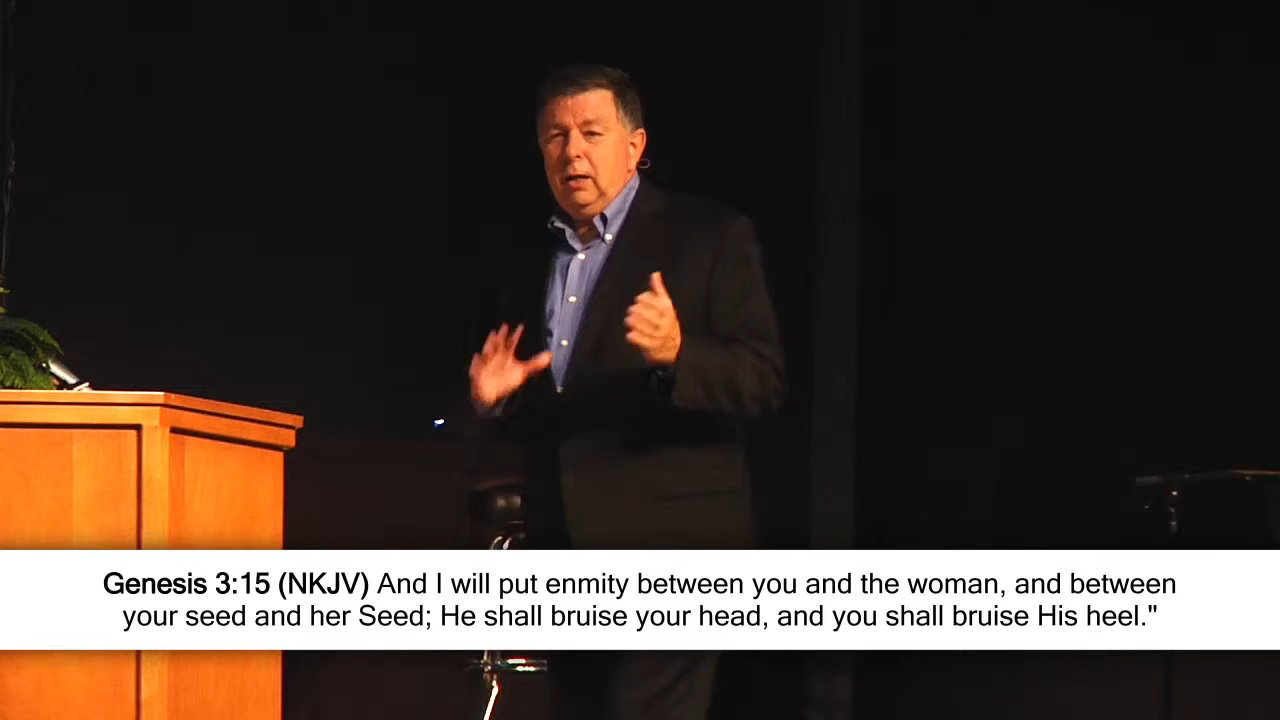 Genesis 3:15 (NKJV) And I will put enmity between you and the woman, and between
your seed and her Seed; He shall bruise your head, and you shall bruise His heel."